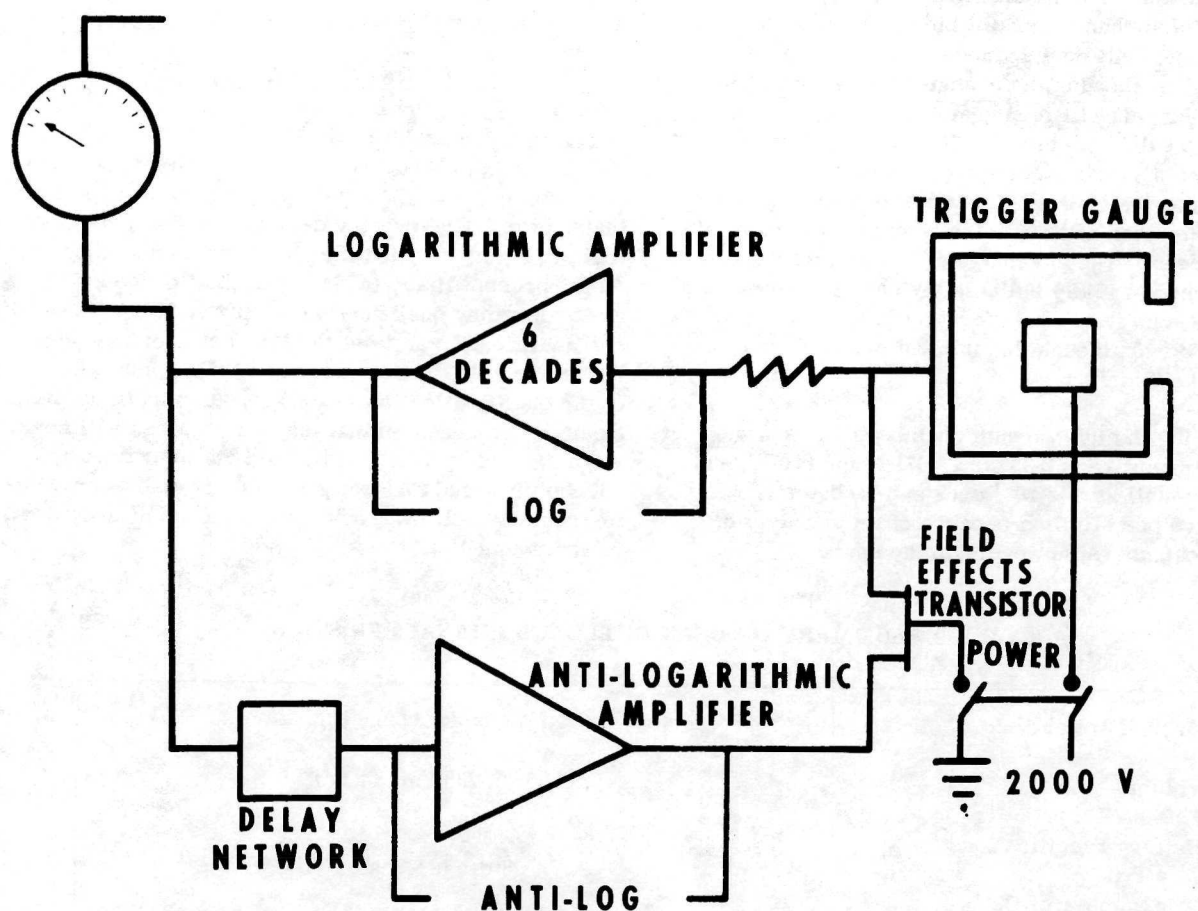 TRIGGER GAUGE
LOGARITHMIC AMPLIFIER
6
DECADES
LOG
FIELD
EFFECTS
TRANSISTOR
POWER
ANTI-LOGARITHMIC
AMPLIFIER
2000 V
DELAY
NETWORK
ANTI-LOG